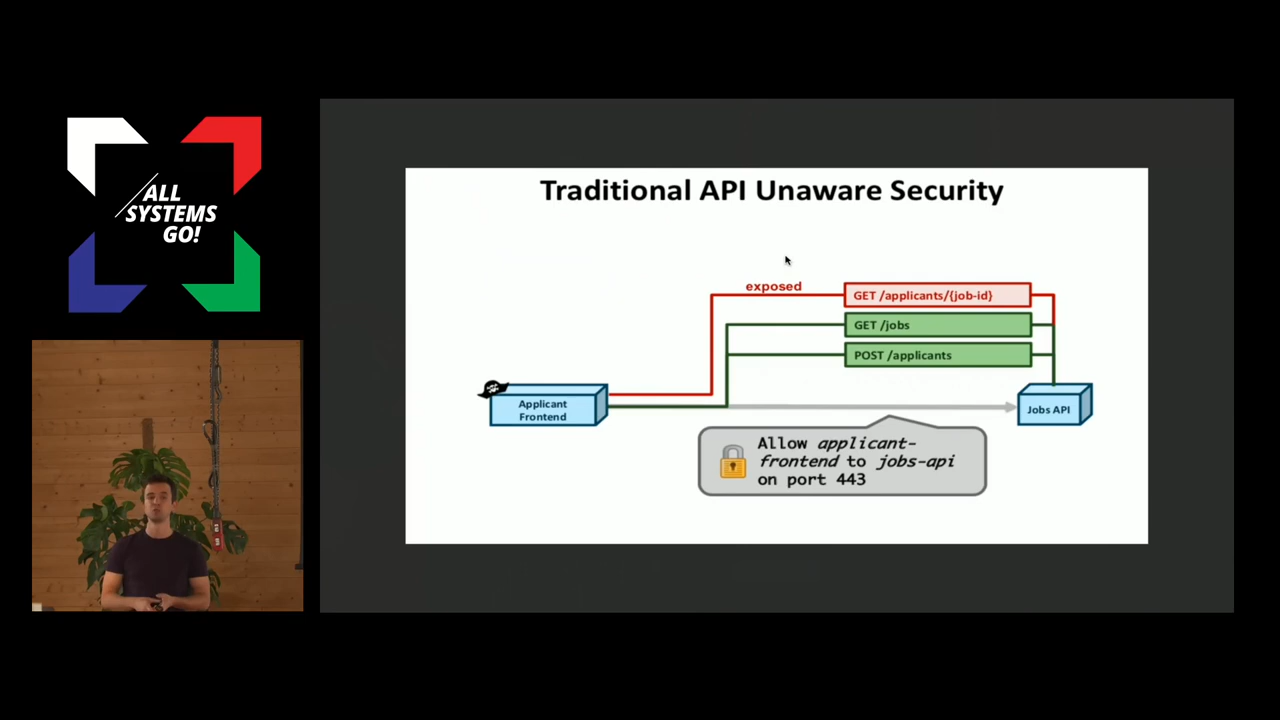 ALL
SYSTEMS
GO!
Traditional API Unaware Security
exposed
GET /applicants/{job-id}
GET /jobs
POST /applicants
Applicant
Frontend
Jobs API
Allow applicant-
frontend to jobs-api
on port 443